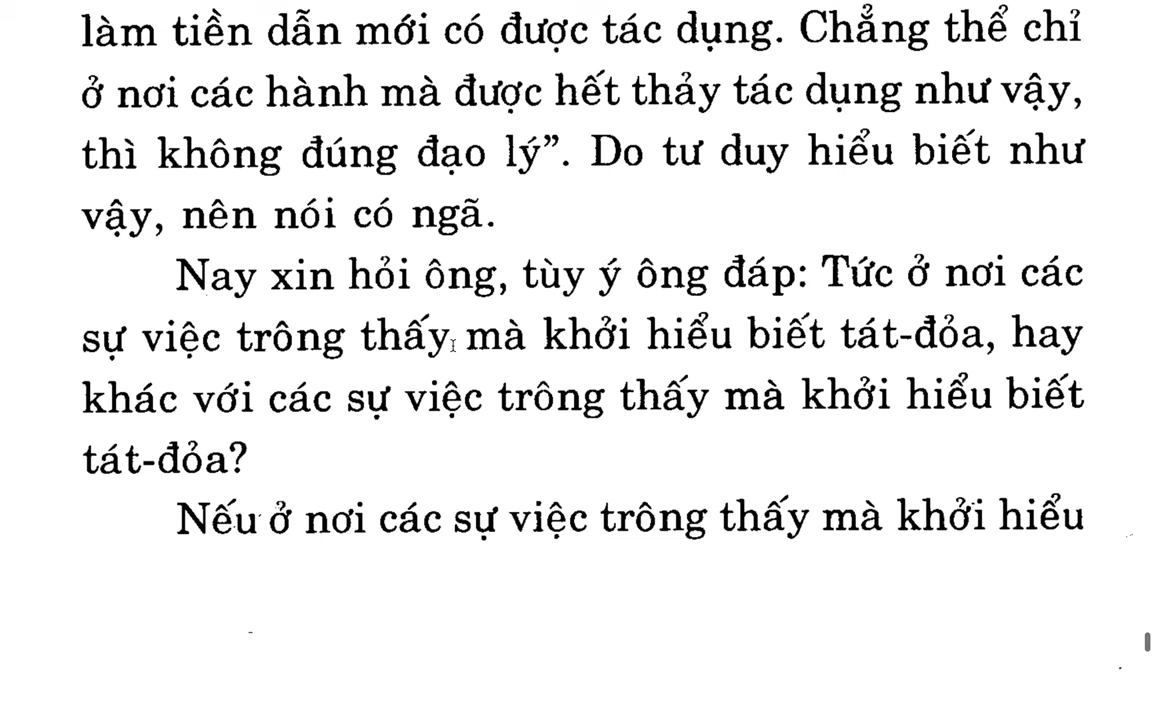 làm tiền dẫn mới có được tác dụng. Chẳng thể chỉ
ở nơi các hành mà được hết thảy tác dụng như vậy,
thì không đúng đạo lý”. Do tư duy hiểu biết như
vậy, nên nói có ngã.
Nay xin hỏi ông, tùy ý ông đáp: Tức ở nơi các
sự việc trông thấy mà khởi hiểu biết tát-đỏa, hay
khác với các sự việc trông thấy mà khởi hiểu biết
tát-đỏa?
Nếu ở nơi các sự việc trông thấy mà khởi hiểu